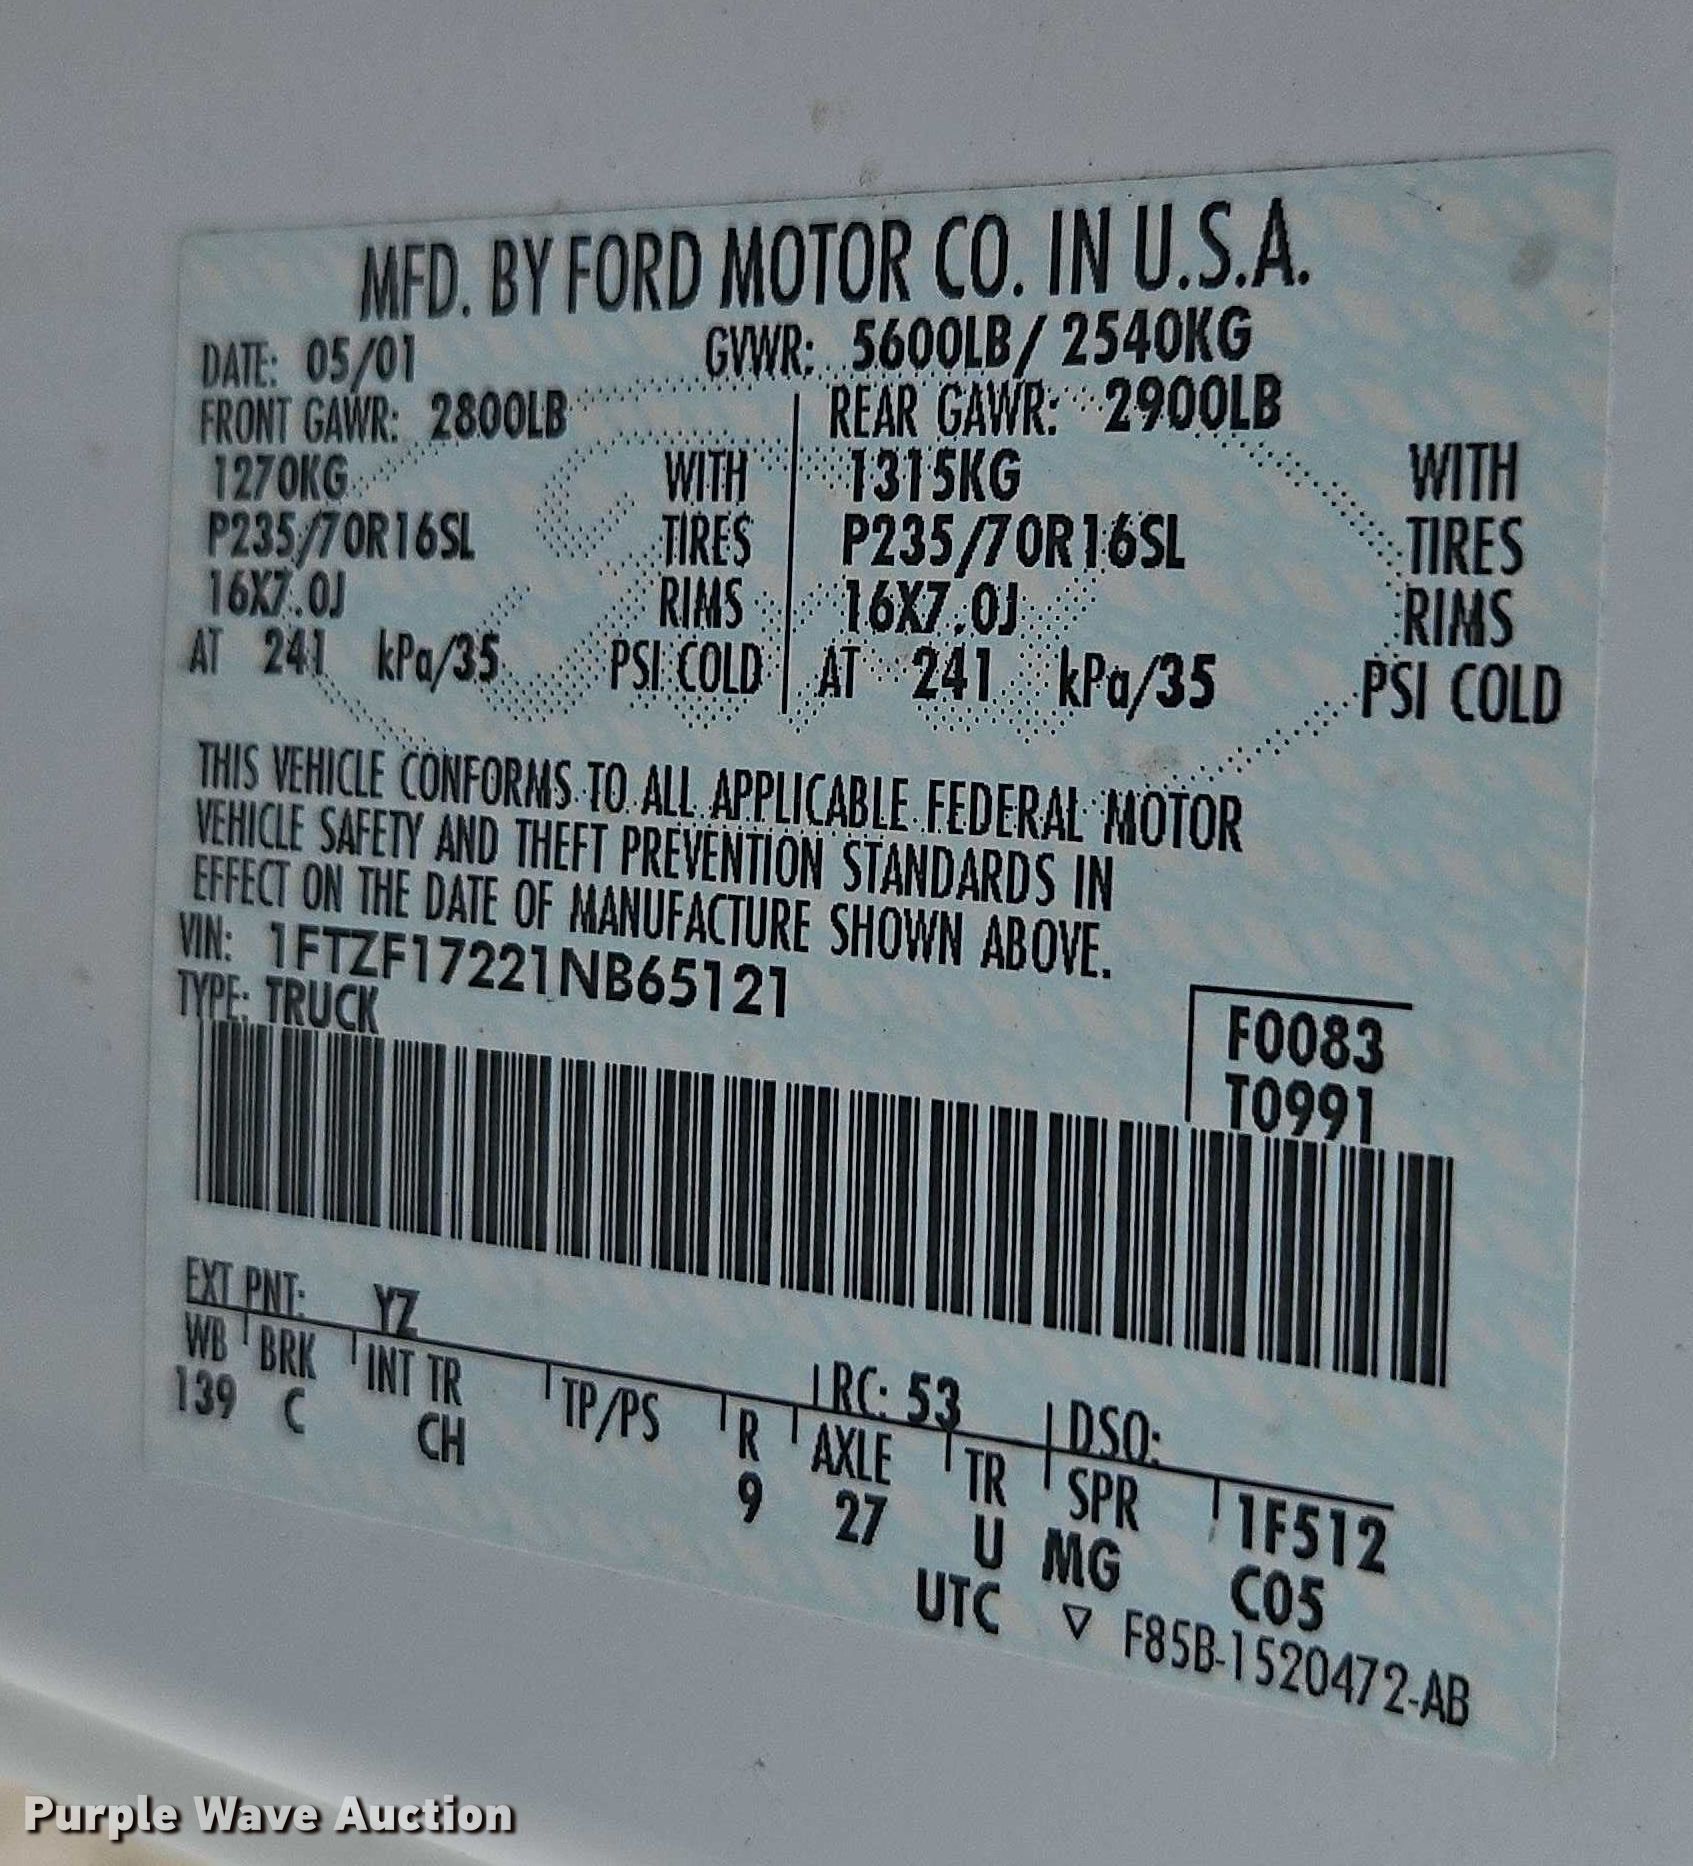 MFD. BY FORD MOTOR CO. IN U.S.A.
DATE: 05/01 GVWR: 5600LB/ 2540KG
FRONT GAWR: 2800LB REAR GAWR: 2900LB
1270KG WITH 1315KG WITH
P235/70R16SL TIRES P235/70R16SL TIRES
16X7.0J RIMS 16X7.0J RIMS
AT 241 kPa/35 PSI COLD AT 241 kPa/35 PSI COLD
THIS VEHICLE CONFORMS TO ALL APPLICABLE FEDERAL MOTOR
VEHICLE SAFETY AND THEFT PREVENTION STANDARDS IN
EFFECT ON THE DATE OF MANUFACTURE SHOWN ABOVE.
VIN: 1FTZF17221NB65121
TYPE: TRUCK
F0083
T0991
EXT PNT: YZ RC: 53 DSO:
WB BRK INT TR TP/PS R AXLE TR SPR 1F512
139 C CH 9 27 U MG C05
UTC ▽ F85B-1520472-AB
Purple Wave Auction